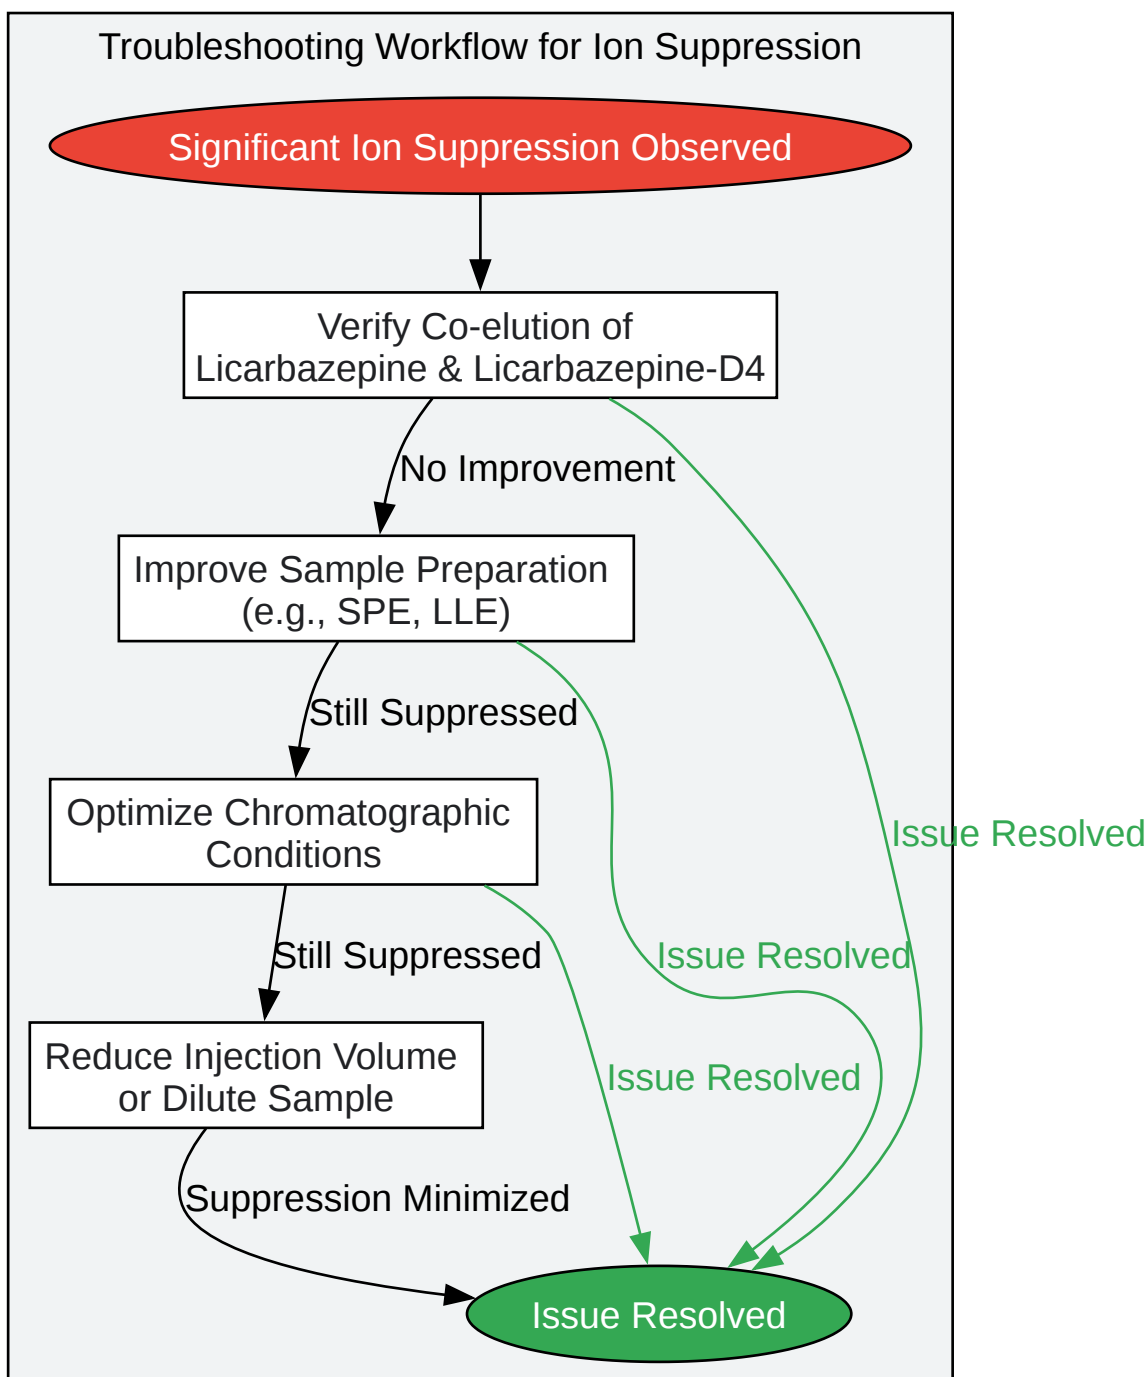 Troubleshooting Workflow for Ion Suppression
Significant Ion Suppression Observed
Verify Co-elution of
Licarbazepine & Licarbazepine-D4
No Improvement
Improve Sample Preparation
(e.g., SPE, LLE)
Still Suppressed
Optimize Chromatographic
Conditions
Issue Resolved
Still Suppressed
Issue Resolved
Reduce Injection Volume
or Dilute Sample
Issue Resolved
Suppression Minimized
Issue Resolved